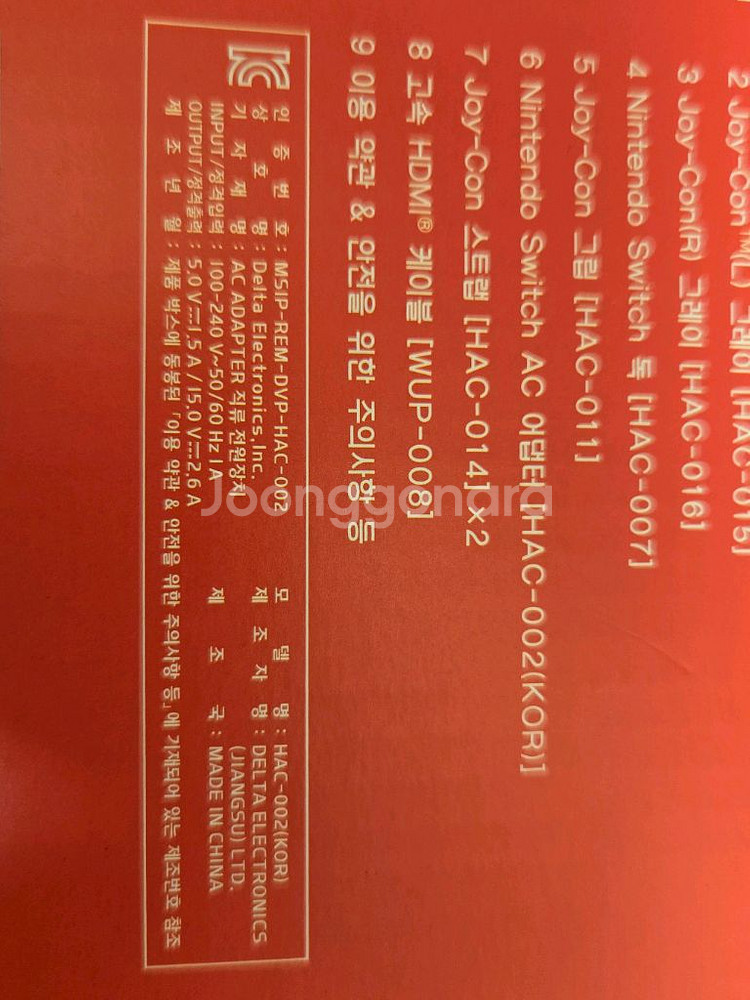 2 Joy-Con™(L) 그레이 [HAC-015]
3 Joy-Con(R) 그레이 [HAC-016]
4 Nintendo Switch 독 [HAC-007]
5 Joy-Con 그립 [HAC-011]
6 Nintendo Switch AC 어댑터 [HAC-002(KOR)]
7 Joy-Con 스트랩 [HAC-014] x 2
8 고속 HDMI® 케이블 [WUP-008]
9 이용 약관 & 안전을 위한 주의사항 등
인 증 번 호 : MSIP-REM-DVP-HAC-002 모 델 명 : HAC-002(KOR)
상 호 명 : Delta Electronics, Inc. 제 조 자 명 : DELTA ELECTRONICS
기 자 재 명 : AC ADAPTER 직류 전원장치 (JIANGSU) LTD.
INPUT/정격입력 : 100-240 V~50/60 Hz 1A 제 조 국 : MADE IN CHINA
OUTPUT/정격출력 : 5.0 V⎓1.5 A / 15.0 V⎓2.6 A
제 조 년 월 : 제품 박스에 동봉된 「이용 약관 & 안전을 위한 주의사항 등」에 기재되어 있는 제조번호 참조
Joonggonara